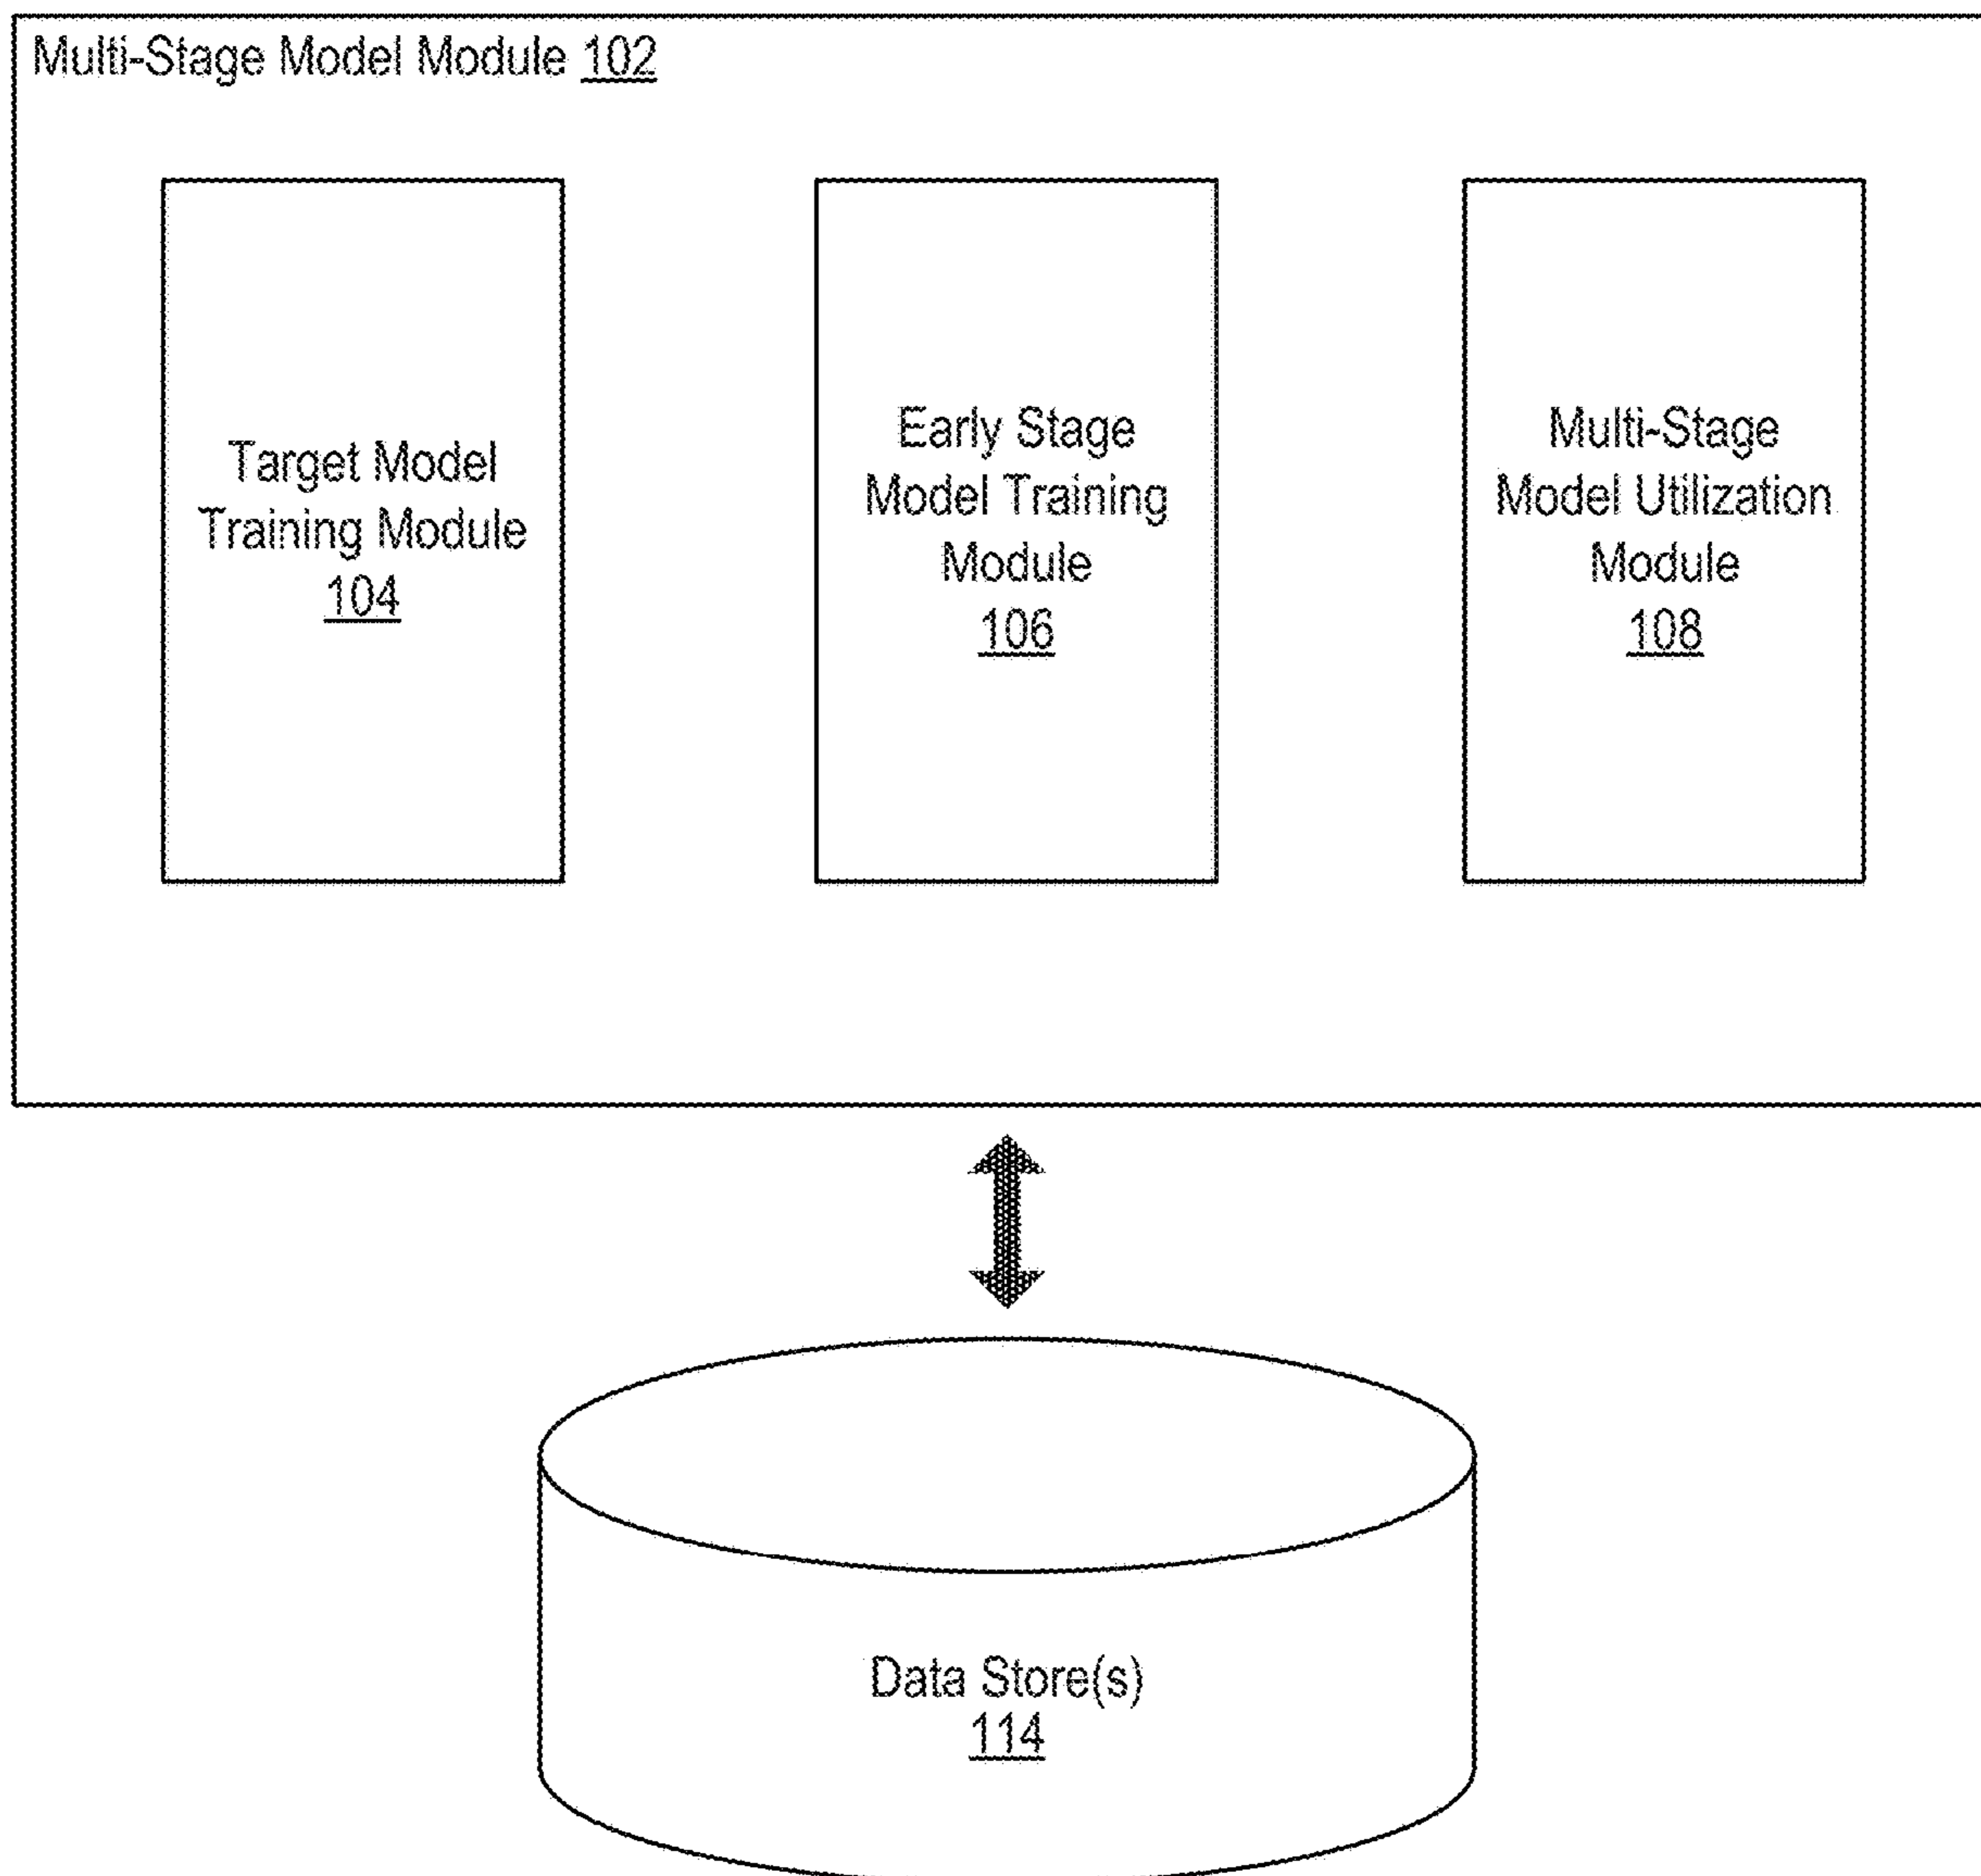 Multi-Stage Model Module 102
Target Model
Training Module
104
Early Stage
Model Training
Module
106
Multi-Stage
Model Utilization
Module
108
Data Store(s)
114